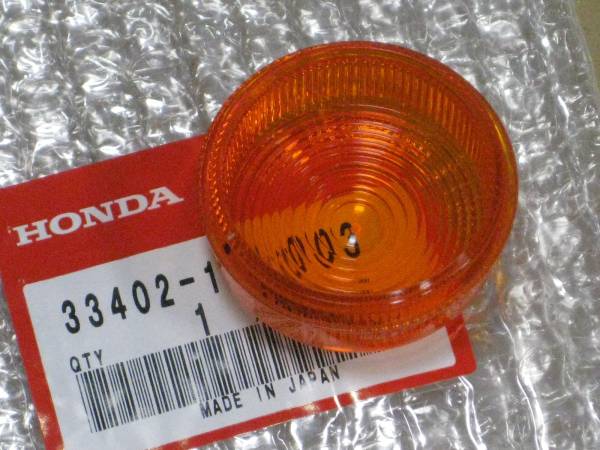 HONDA
33402-1
1
QTY
MADE IN JAPAN